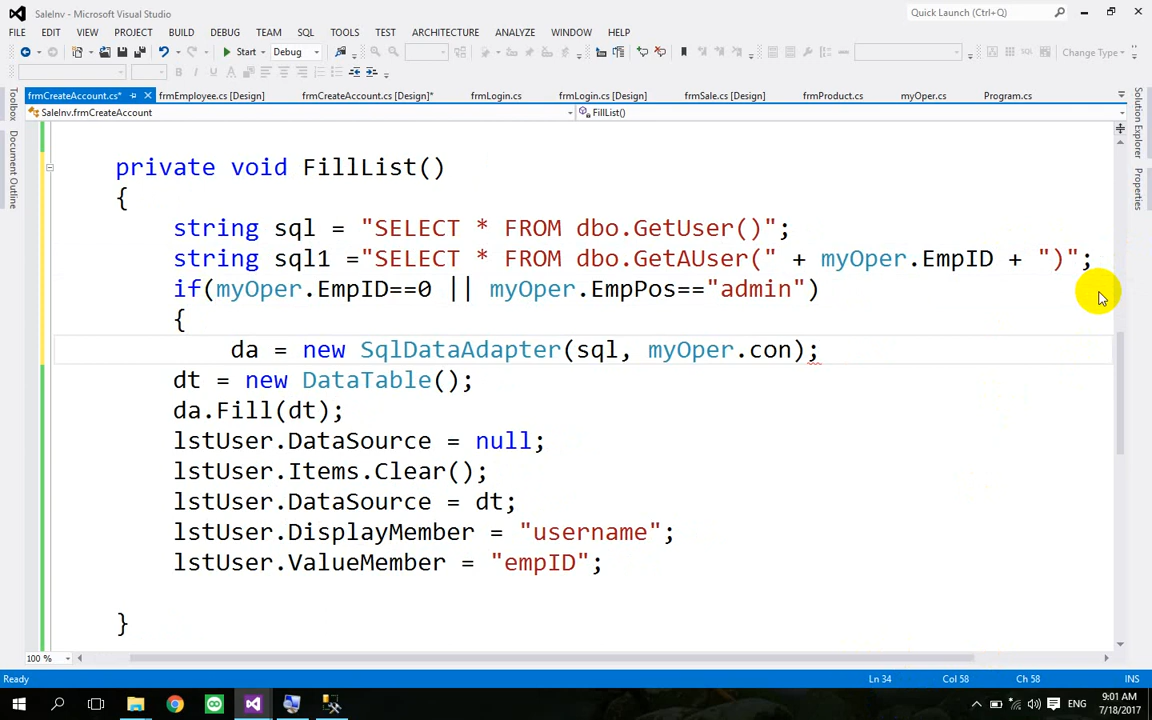 SaleInv - Microsoft Visual Studio
Quick Launch (Ctrl+Q)
FILE EDIT VIEW PROJECT BUILD DEBUG TEAM SQL TOOLS TEST ARCHITECTURE ANALYZE WINDOW HELP
Start Debug Change Type
B I U A
frmCreateAccount.cs* frmEmployee.cs [Design] frmCreateAccount.cs [Design]* frmLogin.cs frmLogin.cs [Design] frmSale.cs [Design] frmProduct.cs myOper.cs Program.cs
SaleInv.frmCreateAccount FillList()
Toolbox
Document Outline
Solution Explorer
Properties
private void FillList()
{
string sql = "SELECT * FROM dbo.GetUser()";
string sql1 ="SELECT * FROM dbo.GetAUser(" + myOper.EmpID + ")";
if(myOper.EmpID==0 || myOper.EmpPos=="admin")
{
da = new SqlDataAdapter(sql, myOper.con);
dt = new DataTable();
da.Fill(dt);
lstUser.DataSource = null;
lstUser.Items.Clear();
lstUser.DataSource = dt;
lstUser.DisplayMember = "username";
lstUser.ValueMember = "empID";
}
100 %
Ready Ln 34 Col 58 Ch 58 INS
ENG
9:01 AM
7/18/2017